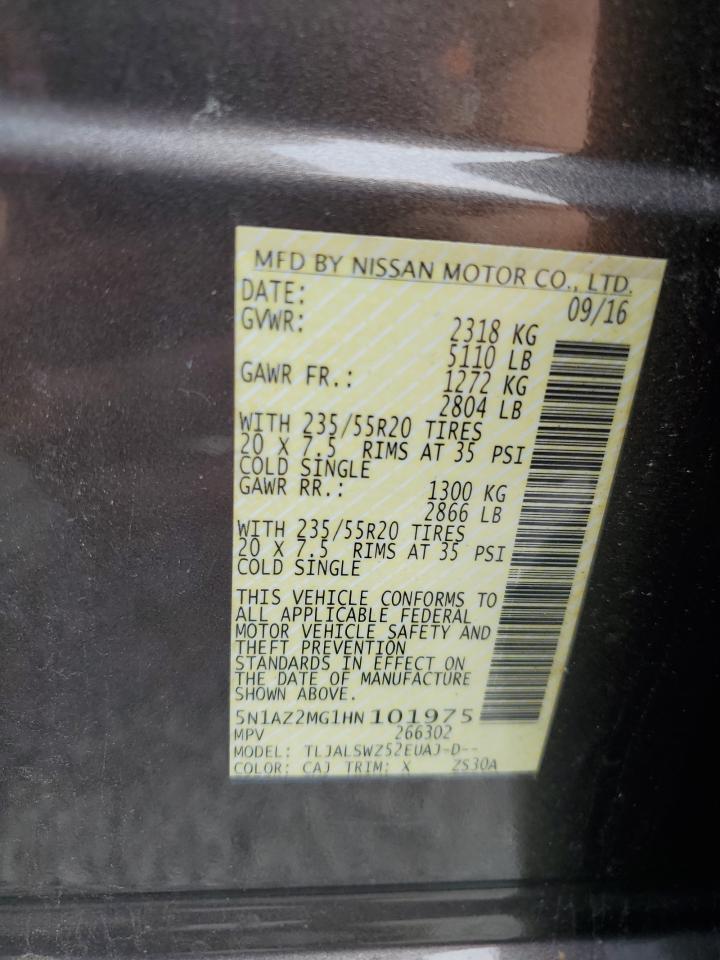 MFD BY NISSAN MOTOR CO., LTD.
DATE: 09/16
GVWR: 2318 KG
5110 LB
GAWR FR.: 1272 KG
2804 LB
WITH 235/55R20 TIRES
20 X 7.5 RIMS AT 35 PSI
COLD SINGLE
GAWR RR.: 1300 KG
2866 LB
WITH 235/55R20 TIRES
20 X 7.5 RIMS AT 35 PSI
COLD SINGLE
THIS VEHICLE CONFORMS TO
ALL APPLICABLE FEDERAL
MOTOR VEHICLE SAFETY AND
THEFT PREVENTION
STANDARDS IN EFFECT ON
THE DATE OF MANUFACTURE
SHOWN ABOVE.
5N1AZ2MG1HN101975
MPV 266302
MODEL: TLJALSWZ52EUAJ-D--
COLOR: CAJ TRIM: X ZS30A